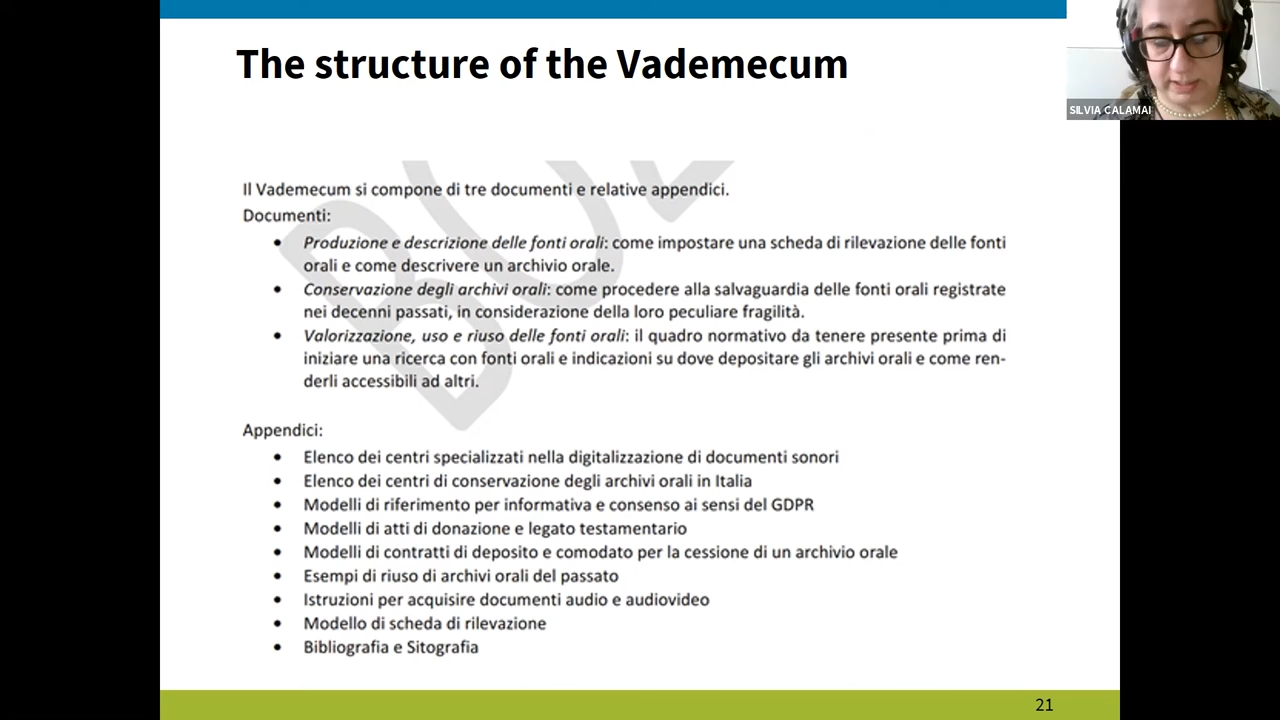 The structure of the Vademecum
SILVIA CALAMAI
Il Vademecum si compone di tre documenti e relative appendici.
Documenti:
• Produzione e descrizione delle fonti orali: come impostare una scheda di rilevazione delle fonti
orali e come descrivere un archivio orale.
• Conservazione degli archivi orali: come procedere alla salvaguardia delle fonti orali registrate
nei decenni passati, in considerazione della loro peculiare fragilità.
• Valorizzazione, uso e riuso delle fonti orali: il quadro normativo da tenere presente prima di
iniziare una ricerca con fonti orali e indicazioni su dove depositare gli archivi orali e come ren-
derli accessibili ad altri.
Appendici:
• Elenco dei centri specializzati nella digitalizzazione di documenti sonori
• Elenco dei centri di conservazione degli archivi orali in Italia
• Modelli di riferimento per informativa e consenso ai sensi del GDPR
• Modelli di atti di donazione e legato testamentario
• Modelli di contratti di deposito e comodato per la cessione di un archivio orale
• Esempi di riuso di archivi orali del passato
• Istruzioni per acquisire documenti audio e audiovideo
• Modello di scheda di rilevazione
• Bibliografia e Sitografia
21